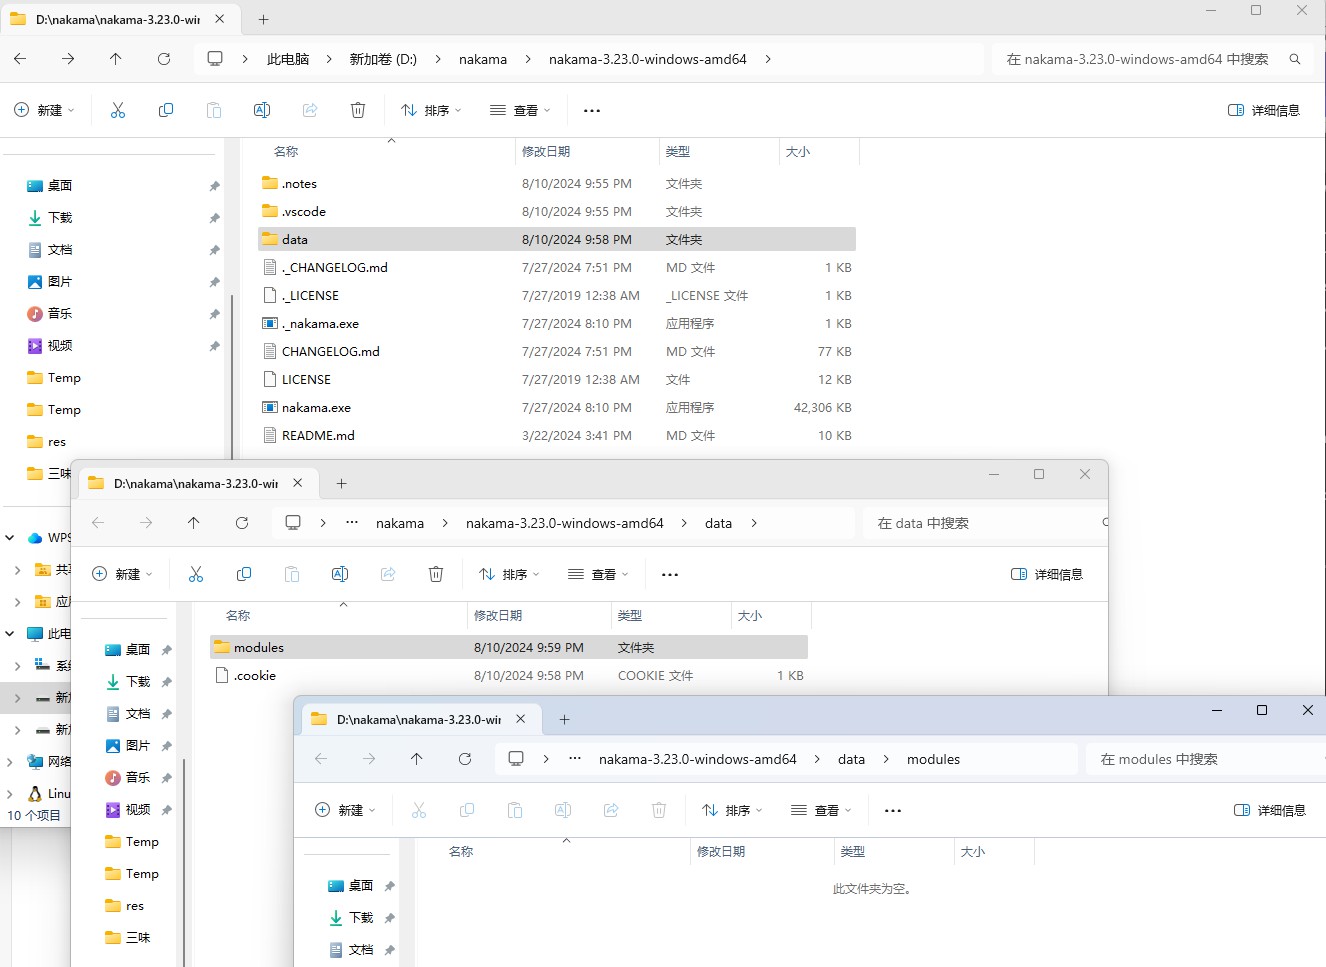 D:\nakama\nakama-3.23.0-wir
此电脑 新加卷 (D:) nakama nakama-3.23.0-windows-amd64
在 nakama-3.23.0-windows-amd64 中搜索
新建 排序 查看 ... 详细信息
名称 修改日期 类型 大小
.notes 8/10/2024 9:55 PM 文件夹
.vscode 8/10/2024 9:55 PM 文件夹
data 8/10/2024 9:58 PM 文件夹
._CHANGELOG.md 7/27/2024 7:51 PM MD 文件 1 KB
._LICENSE 7/27/2019 12:38 AM _LICENSE 文件 1 KB
._nakama.exe 7/27/2024 8:10 PM 应用程序 1 KB
CHANGELOG.md 7/27/2024 7:51 PM MD 文件 77 KB
LICENSE 7/27/2019 12:38 AM 文件 12 KB
nakama.exe 7/27/2024 8:10 PM 应用程序 42,306 KB
README.md 3/22/2024 3:41 PM MD 文件 10 KB
桌面
下载
文档
图片
音乐
视频
Temp
Temp
res
三味
WPS
共
应
此电
系
新
新
网络
Linu
10 个项目
D:\nakama\nakama-3.23.0-wir
... nakama nakama-3.23.0-windows-amd64 data
在 data 中搜索
新建 排序 查看 ... 详细信息
名称 修改日期 类型 大小
modules 8/10/2024 9:59 PM 文件夹
.cookie 8/10/2024 9:58 PM COOKIE 文件 1 KB
桌面
下载
文档
图片
音乐
视频
Temp
Temp
res
三味
D:\nakama\nakama-3.23.0-wir
... nakama-3.23.0-windows-amd64 data modules
在 modules 中搜索
新建 排序 查看 ... 详细信息
名称 修改日期 类型 大小
此文件夹为空。
桌面
下载
文档